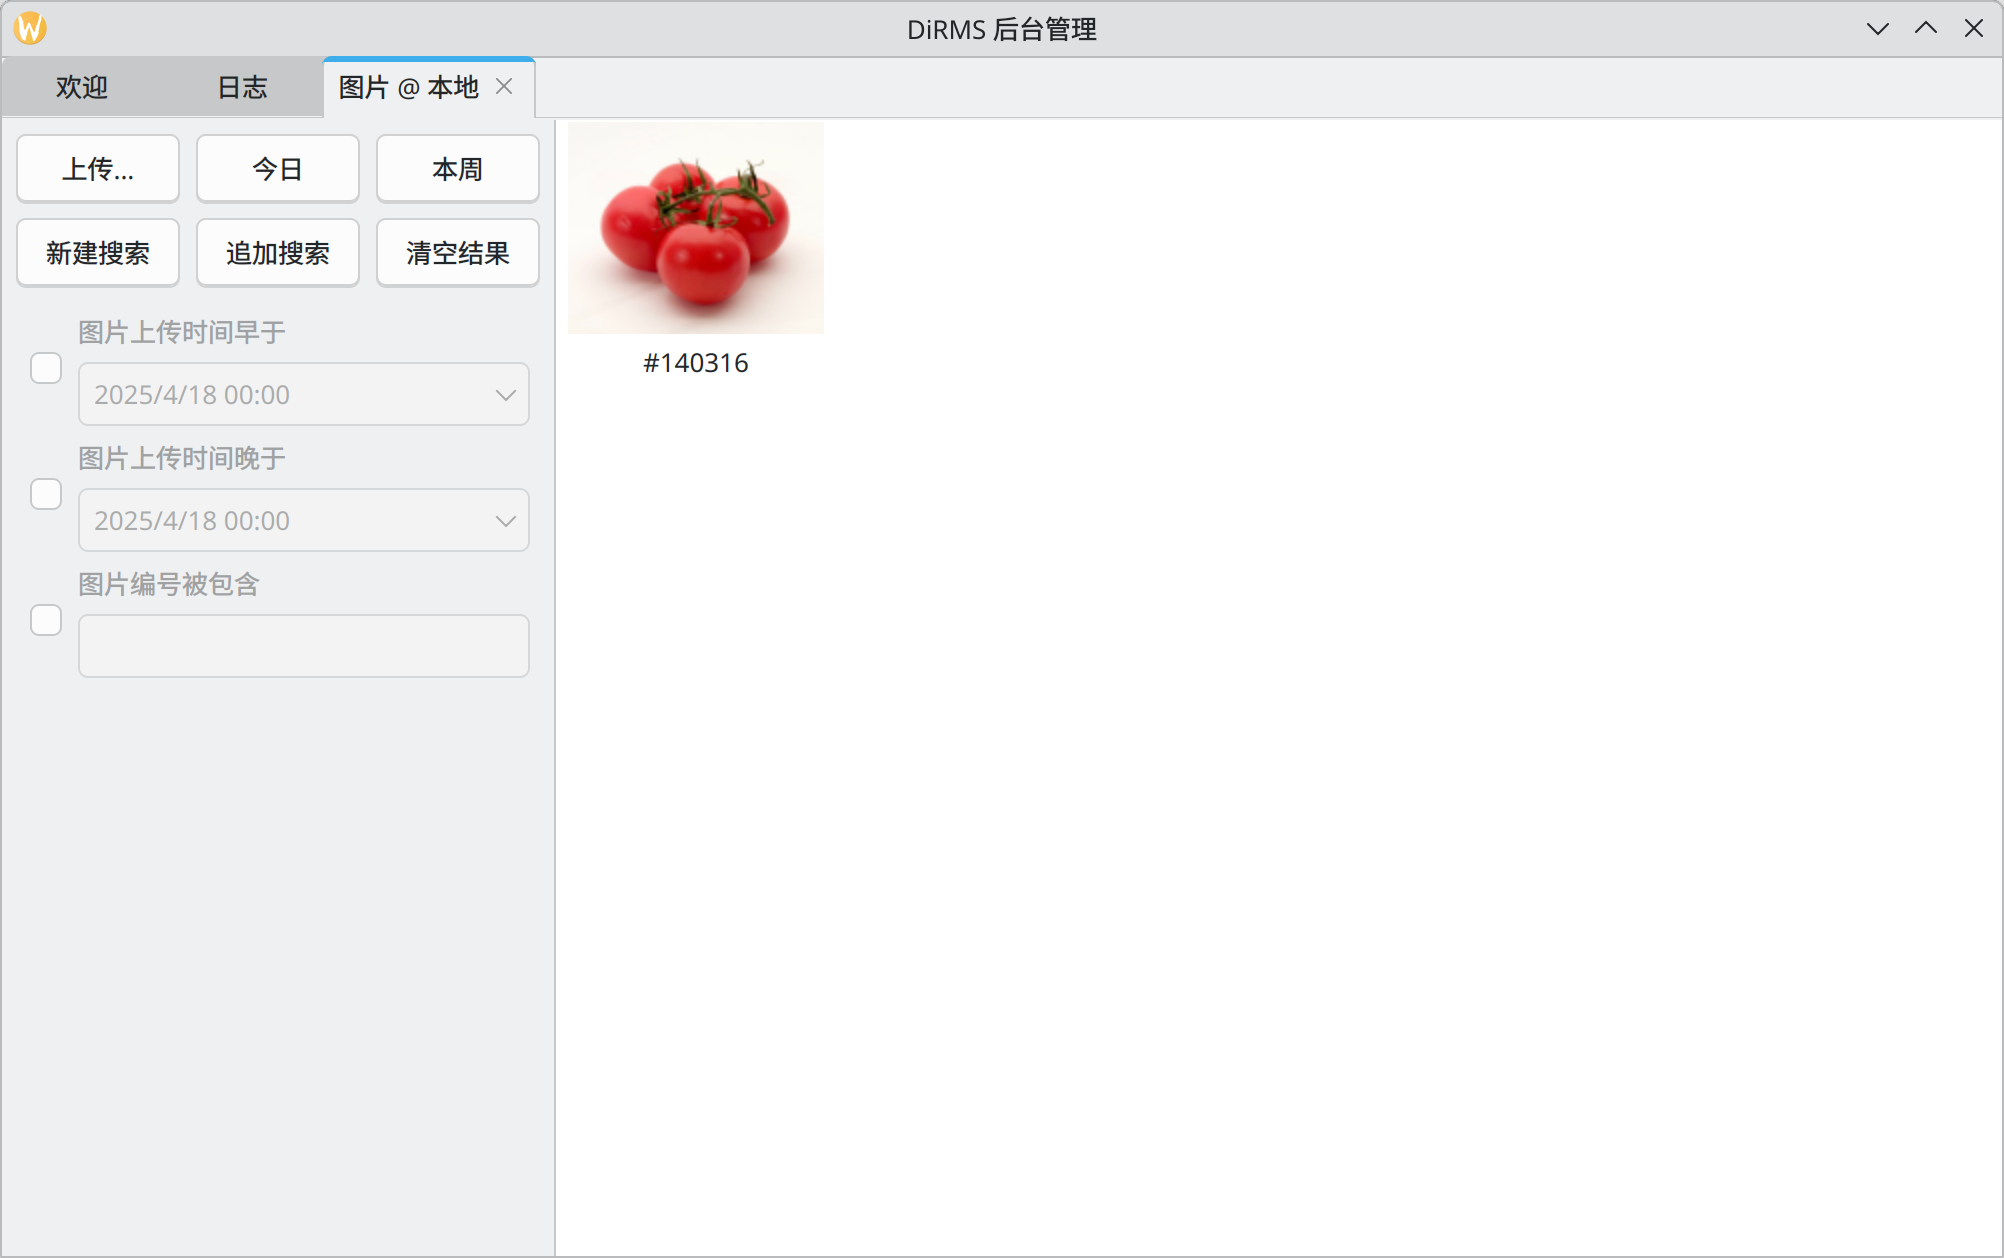 DiRMS 后台管理
欢迎 日志 图片 @ 本地
上传... 今日 本周
新建搜索 追加搜索 清空结果
图片上传时间早于
2025/4/18 00:00
图片上传时间晚于
2025/4/18 00:00
图片编号被包含
#140316